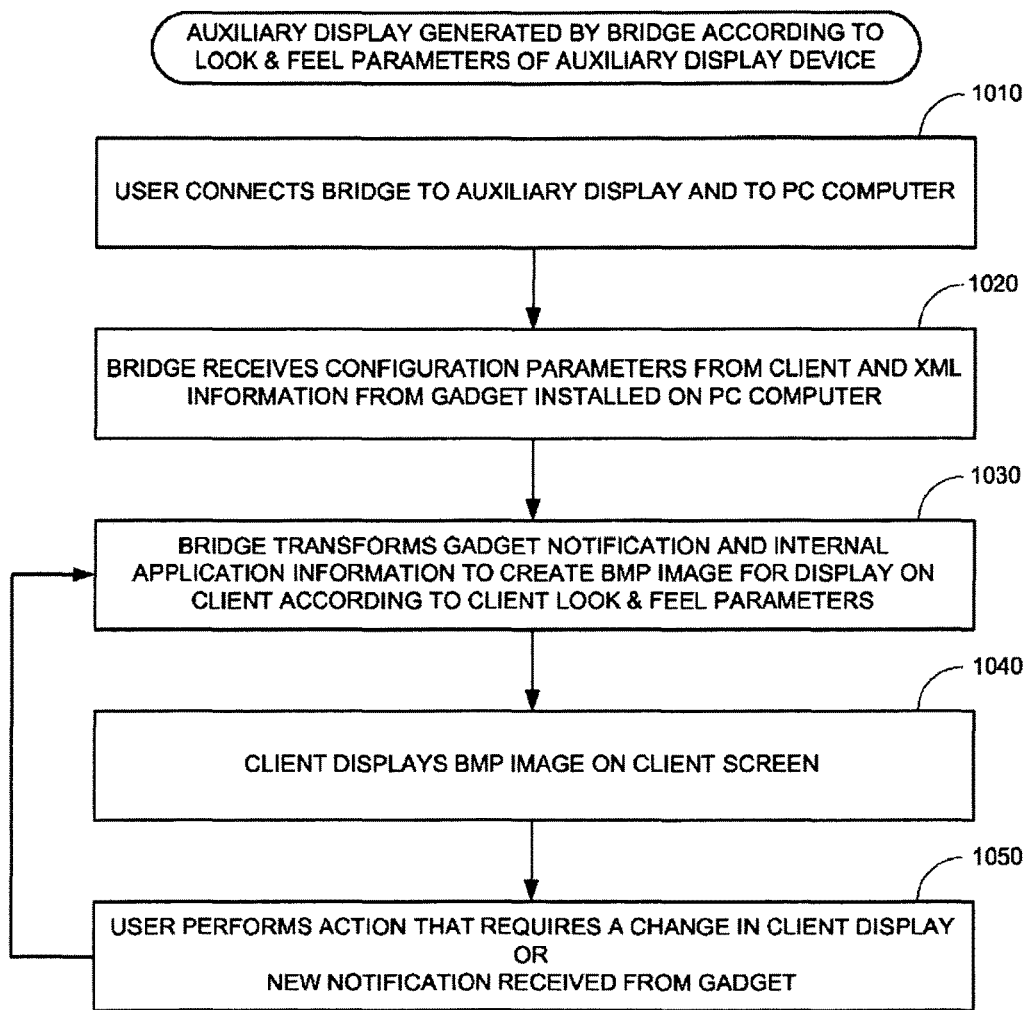 AUXILIARY DISPLAY GENERATED BY BRIDGE ACCORDING TO
LOOK & FEEL PARAMETERS OF AUXILIARY DISPLAY DEVICE
1010
USER CONNECTS BRIDGE TO AUXILIARY DISPLAY AND TO PC COMPUTER
1020
BRIDGE RECEIVES CONFIGURATION PARAMETERS FROM CLIENT AND XML
INFORMATION FROM GADGET INSTALLED ON PC COMPUTER
1030
BRIDGE TRANSFORMS GADGET NOTIFICATION AND INTERNAL
APPLICATION INFORMATION TO CREATE BMP IMAGE FOR DISPLAY ON
CLIENT ACCORDING TO CLIENT LOOK & FEEL PARAMETERS
1040
CLIENT DISPLAYS BMP IMAGE ON CLIENT SCREEN
1050
USER PERFORMS ACTION THAT REQUIRES A CHANGE IN CLIENT DISPLAY
OR
NEW NOTIFICATION RECEIVED FROM GADGET